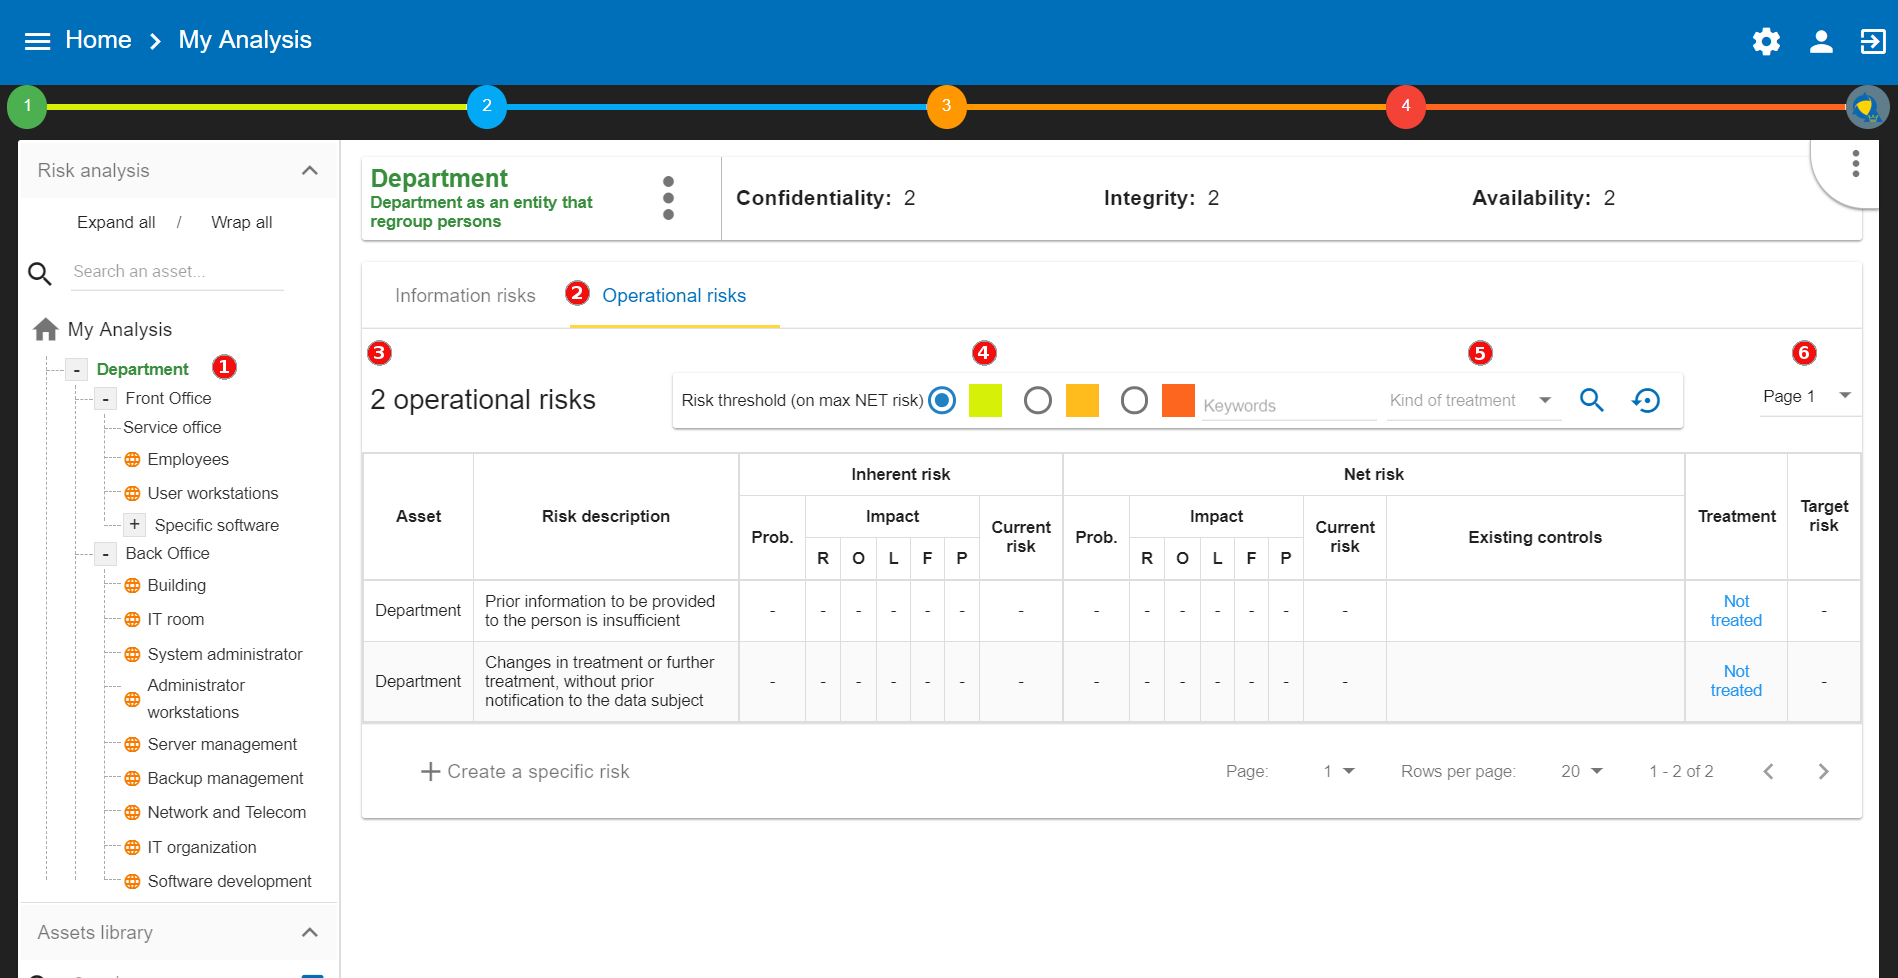 Home My Analysis
1 2 3 4
Risk analysis
Expand all / Wrap all
Search an asset...
My Analysis
- Department 1
- Front Office
Service office
Employees
User workstations
+ Specific software
- Back Office
Building
IT room
System administrator
Administrator
workstations
Server management
Backup management
Network and Telecom
IT organization
Software development
Assets library
Department
Department as an entity that
regroup persons
Confidentiality: 2 Integrity: 2 Availability: 2
Information risks 2 Operational risks
3 4 5 6
2 operational risks Risk threshold (on max NET risk) Keywords Kind of treatment Page 1
Asset Risk description Inherent risk Net risk Treatment Target
risk
Prob. Impact Current
risk Prob. Impact Current
risk Existing controls
R O L F P R O L F P
Department Prior information to be provided
to the person is insufficient - - - - - - - - - - - - - - Not
treated -
Department Changes in treatment or further
treatment, without prior
notification to the data subject - - - - - - - - - - - - - - Not
treated -
Create a specific risk Page: 1 Rows per page: 20 1 - 2 of 2